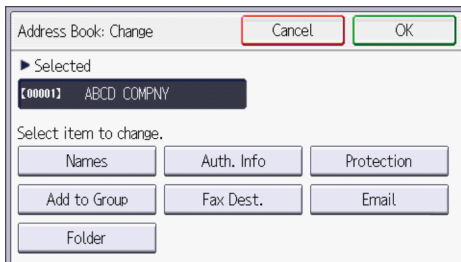 Address Book: Change Cancel OK
▶ Selected
【00001】 ABCD COMPNY
Select item to change.
Names Auth. Info Protection
Add to Group Fax Dest. Email
Folder